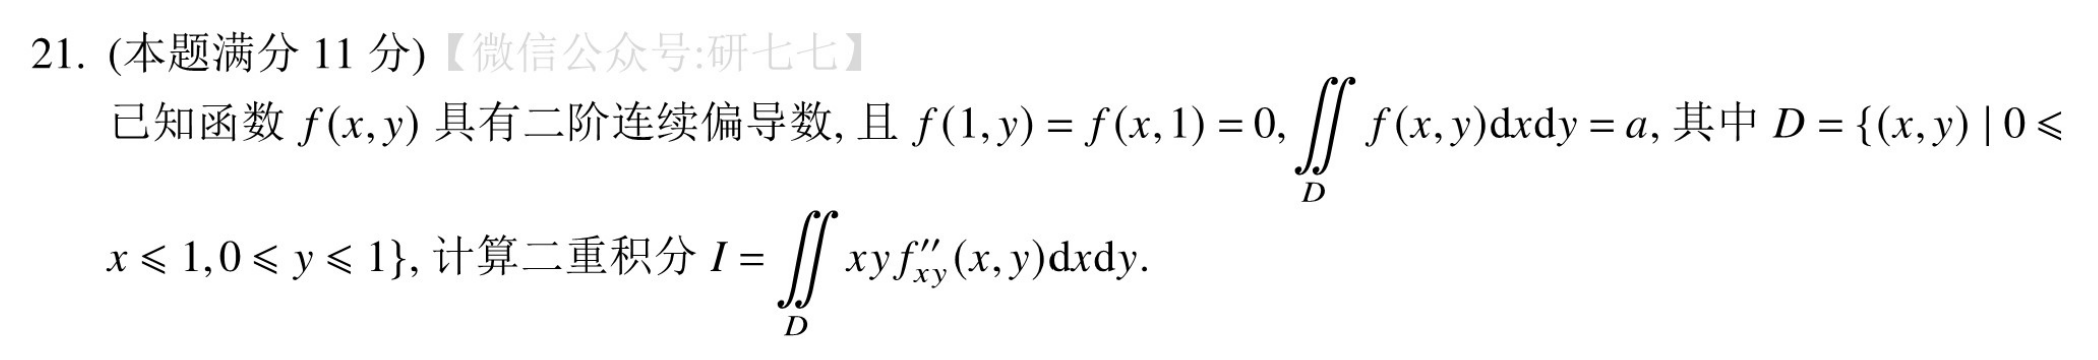 21. (本题满分 11 分)【微信公众号:研七七】
已知函数 f(x,y) 具有二阶连续偏导数, 且 f(1,y) = f(x,1) = 0, ∬_D f(x,y)dxdy = a, 其中 D = {(x,y) | 0 ⩽
x ⩽ 1,0 ⩽ y ⩽ 1}, 计算二重积分 I = ∬_D xyf''_{xy}(x,y)dxdy.